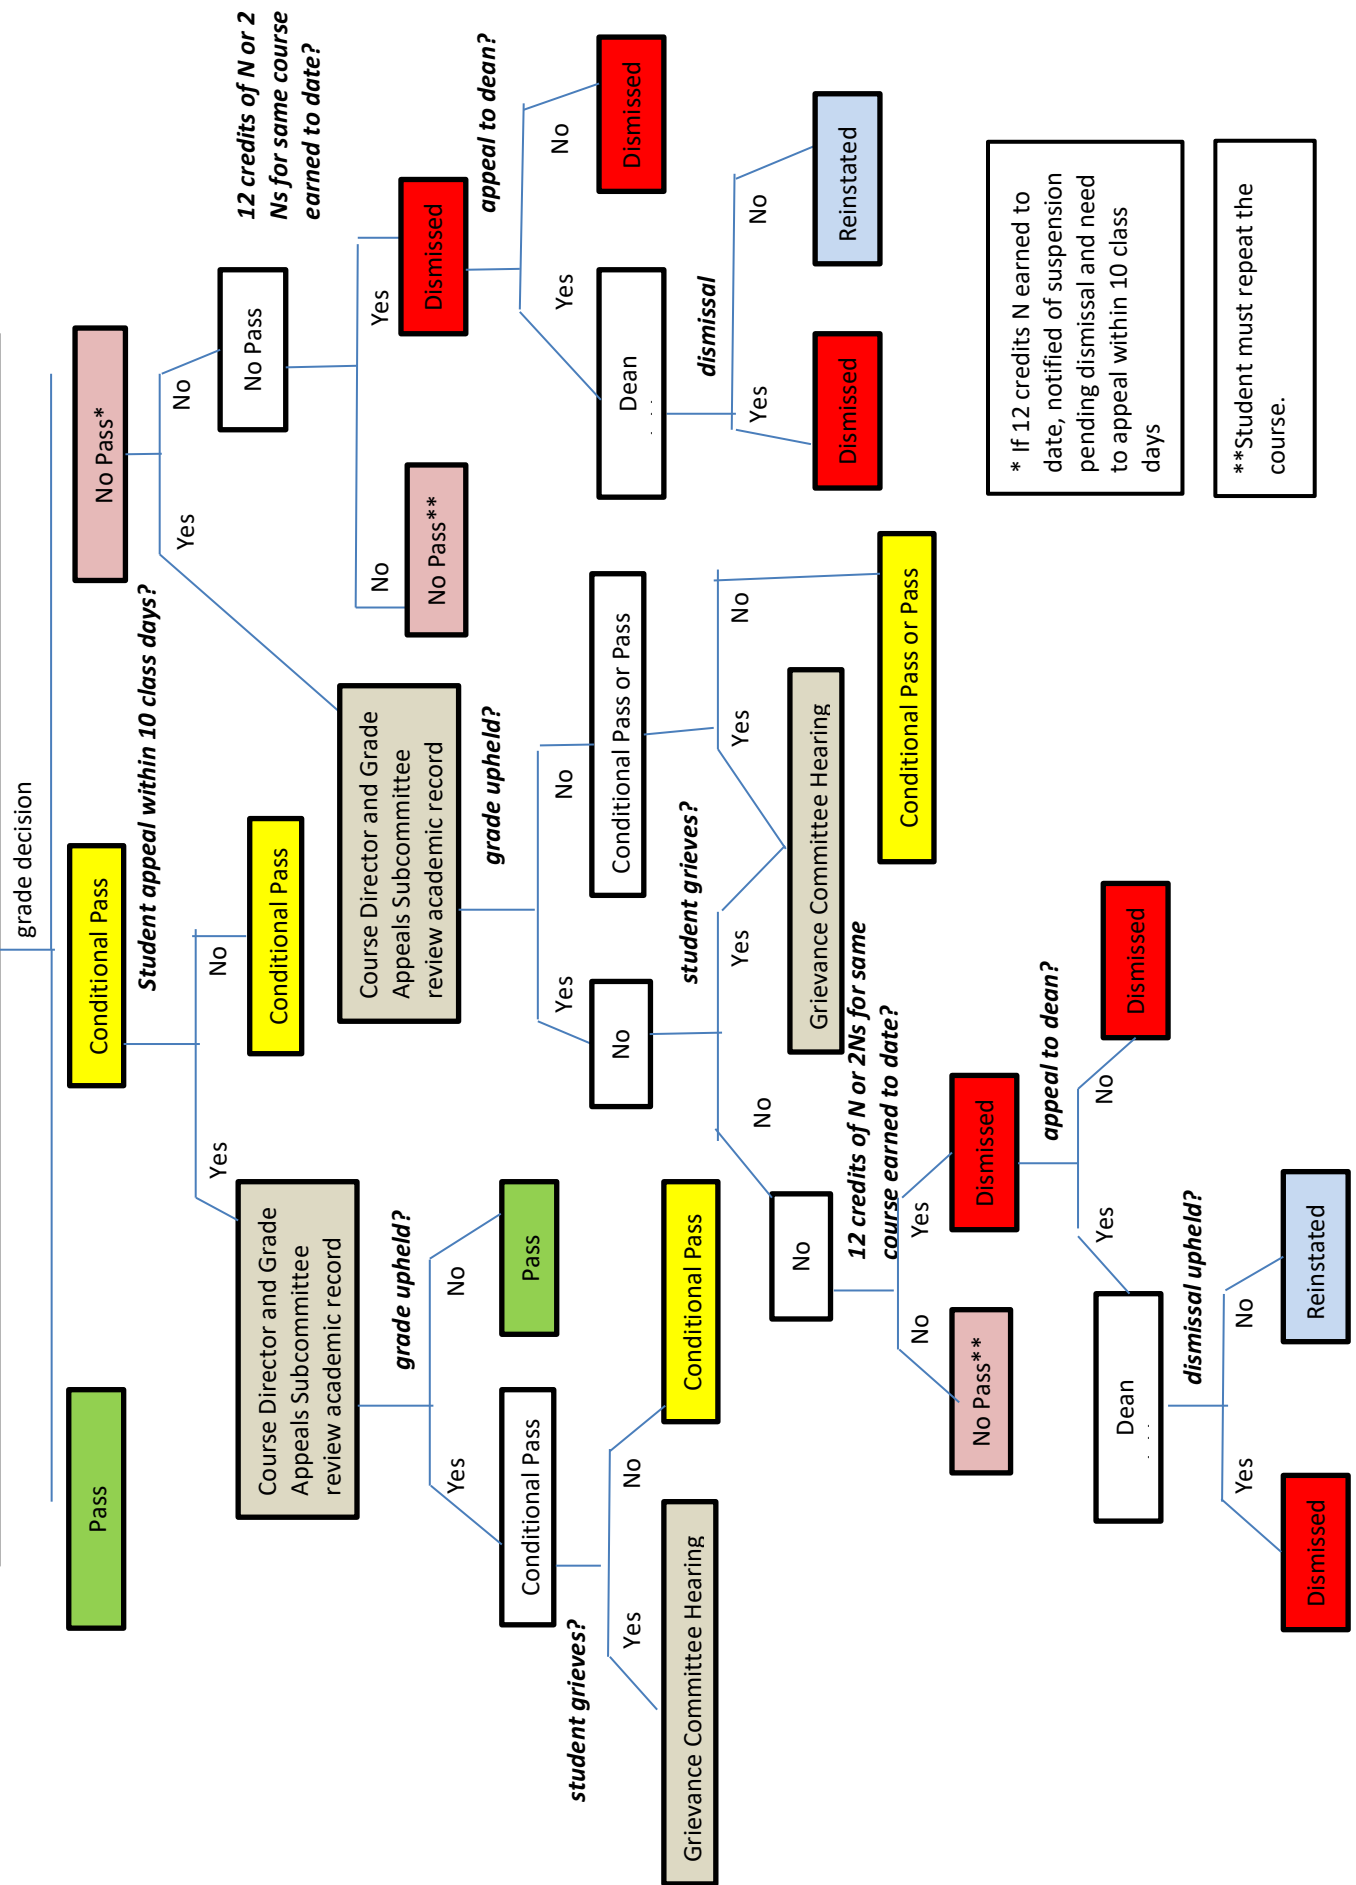 grade decision
Pass
Conditional Pass
No Pass*
Student appeal within 10 class days?
Yes
No
Yes
No
Course Director and Grade
Appeals Subcommittee
review academic record
Conditional Pass
Course Director and Grade
Appeals Subcommittee
review academic record
No Pass
12 credits of N or 2
Ns for same course
earned to date?
grade upheld?
Yes
No
grade upheld?
Yes
No
No
Yes
No Pass**
Dismissed
appeal to dean?
Yes
No
Conditional Pass
Pass
No
Conditional Pass or Pass
Dean
Dismissed
student grieves?
Yes
No
student grieves?
No
Yes
Yes
No
dismissal
Yes
No
Grievance Committee Hearing
Conditional Pass
No
Grievance Committee Hearing
Conditional Pass or Pass
Dismissed
Reinstated
12 credits of N or 2Ns for same
course earned to date?
No
Yes
No Pass**
Dismissed
appeal to dean?
Yes
No
Dean
Dismissed
dismissal upheld?
Yes
No
Dismissed
Reinstated
* If 12 credits N earned to
date, notified of suspension
pending dismissal and need
to appeal within 10 class
days
**Student must repeat the
course.